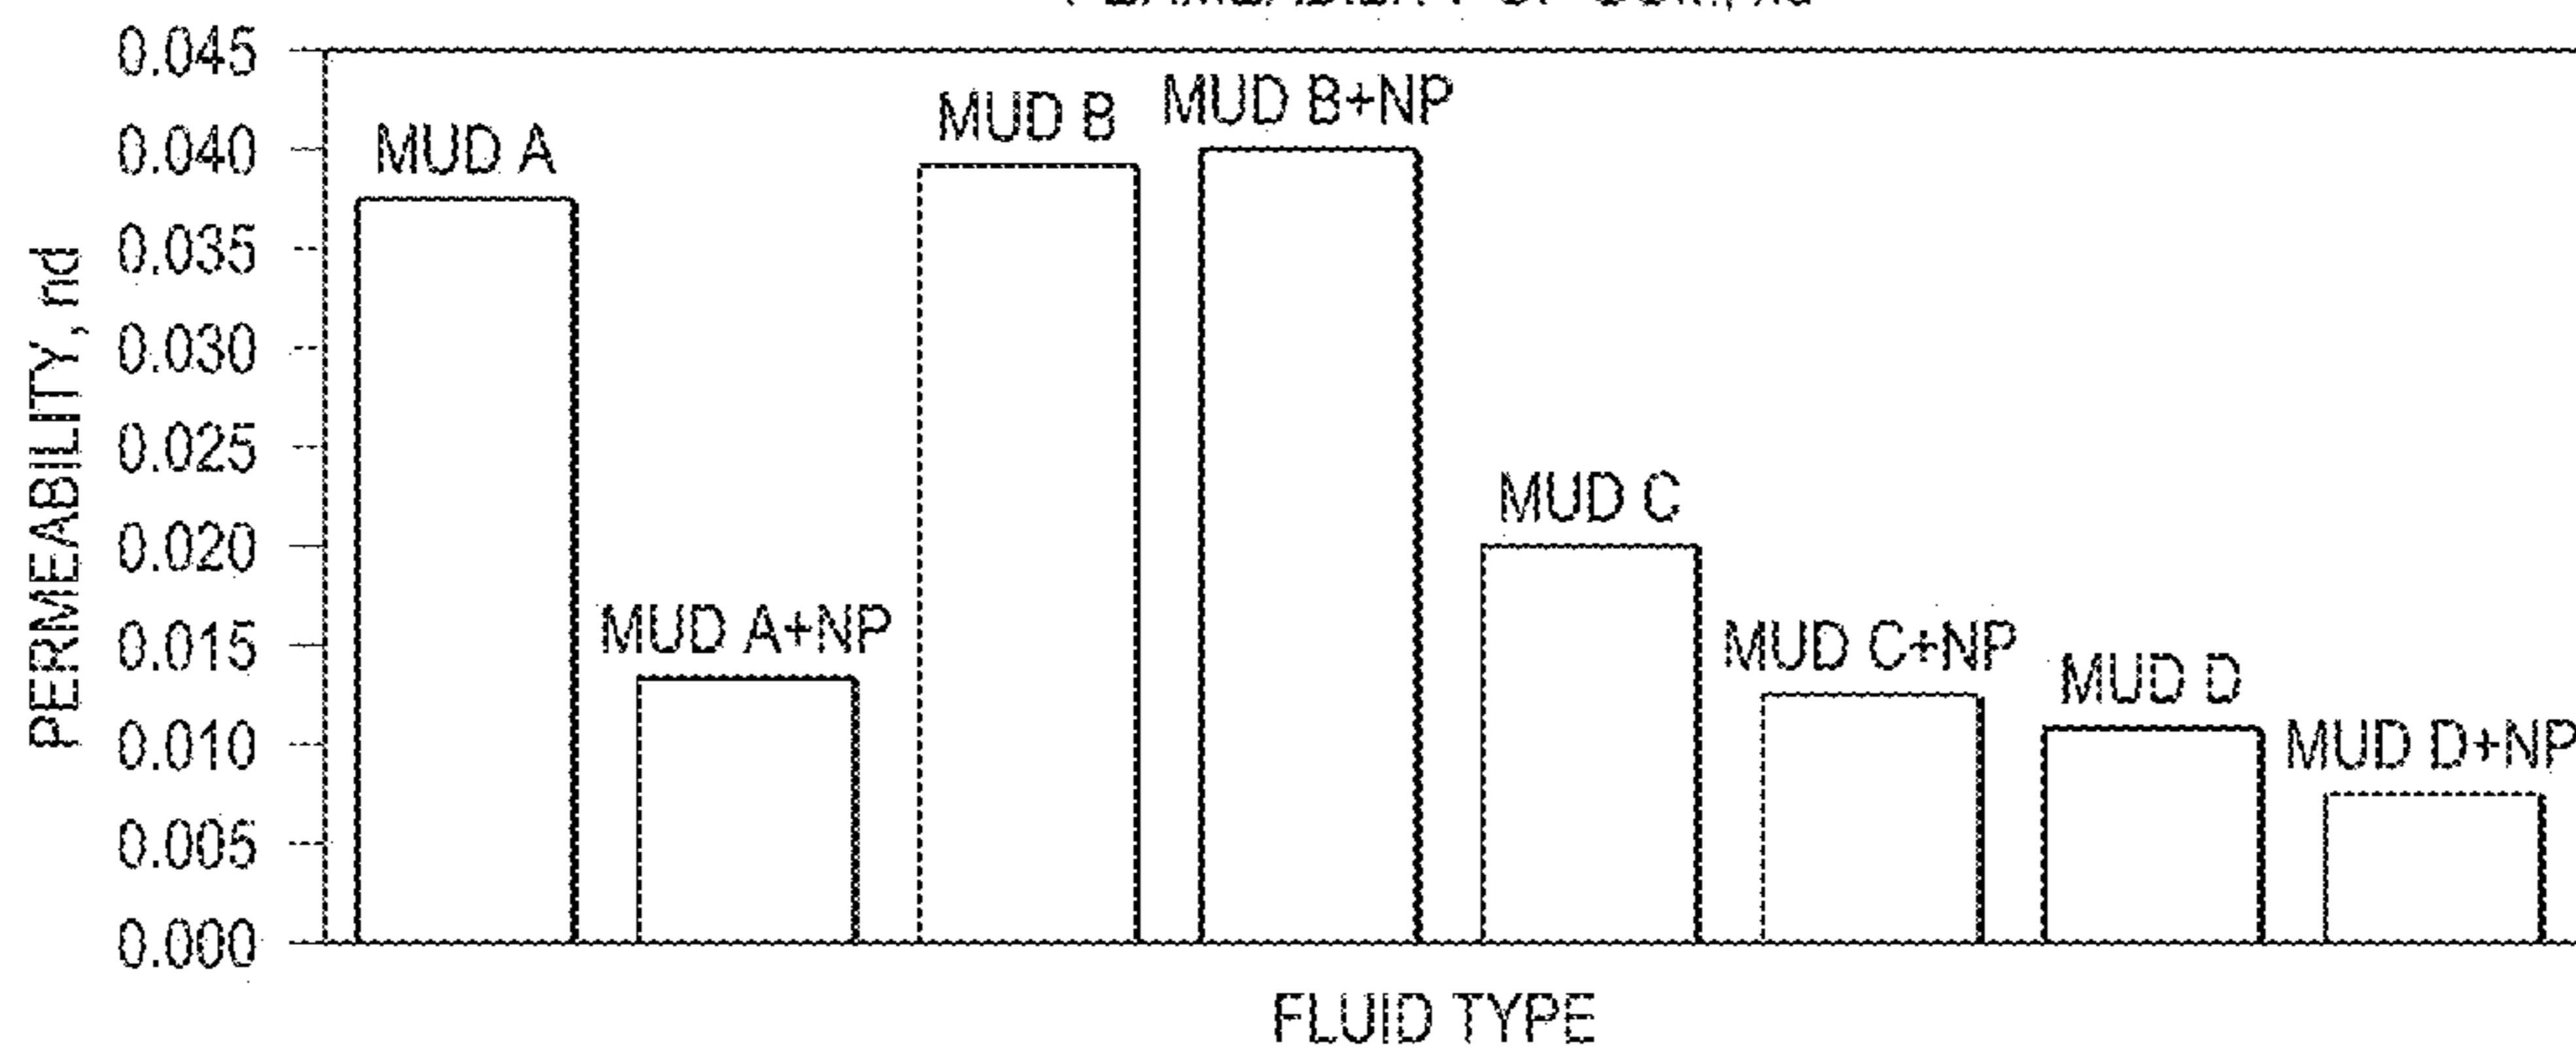 0.045
0.040
0.035
0.030
0.025
0.020
0.015
0.010
0.005
0.000
PERMEABILITY, nd
MUD A
MUD A+NP
MUD B
MUD B+NP
MUD C
MUD C+NP
MUD D
MUD D+NP
FLUID TYPE